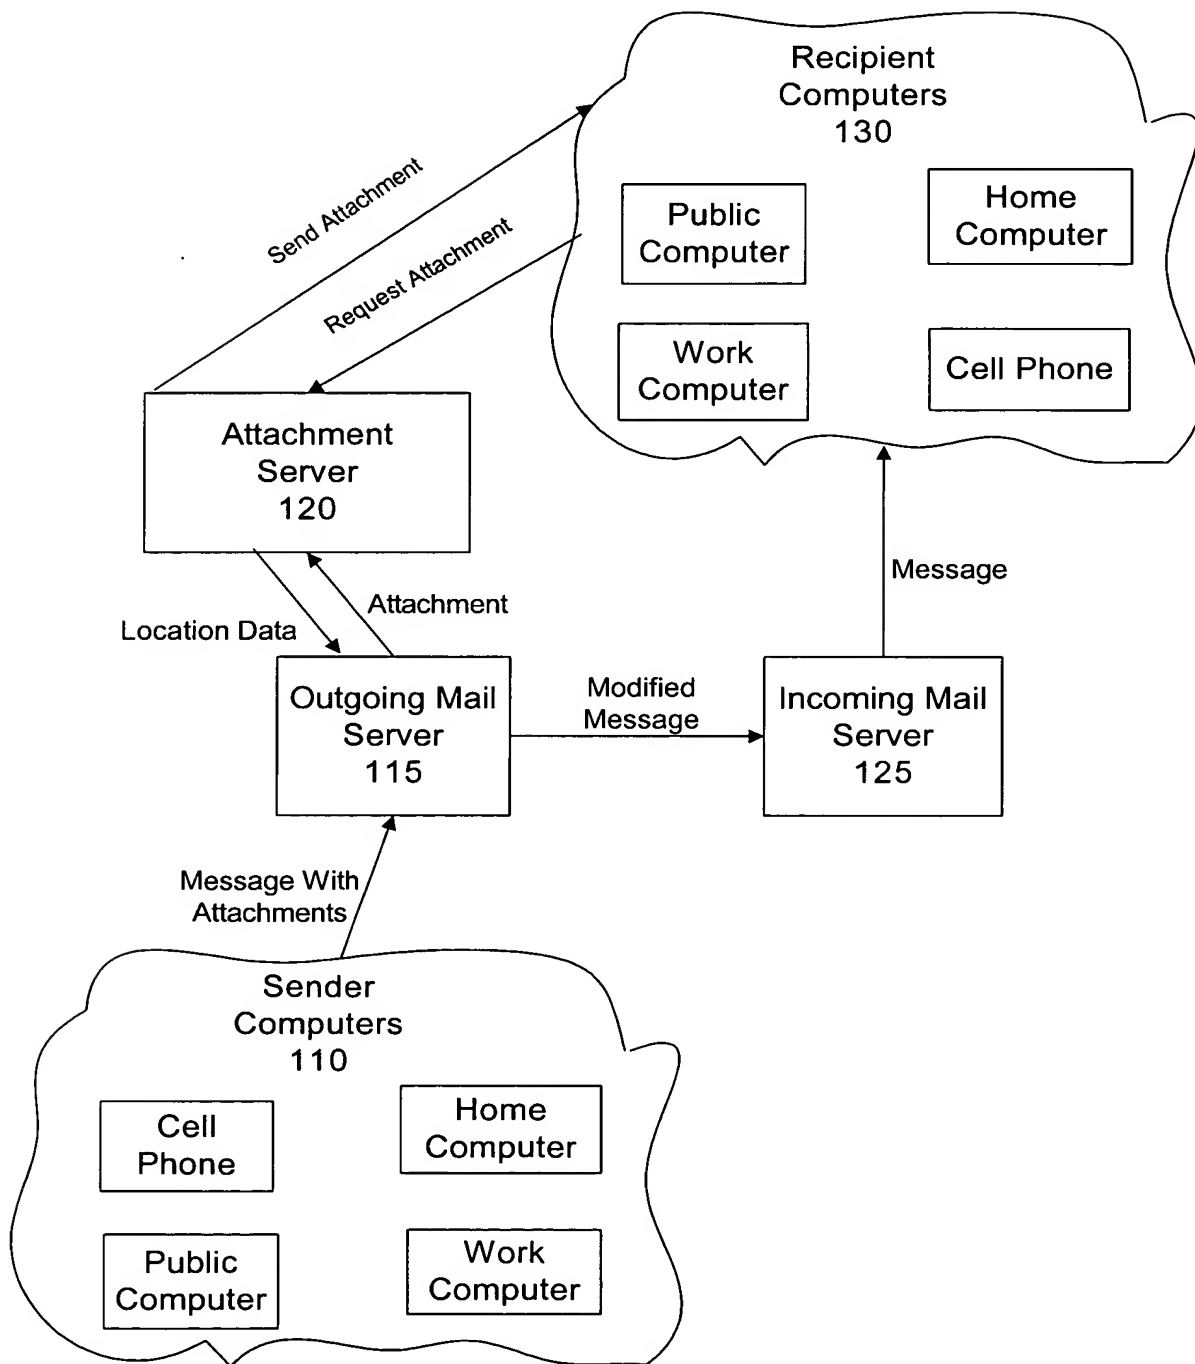 Recipient
Computers
130
Public
Computer
Home
Computer
Work
Computer
Cell Phone
Send Attachment
Request Attachment
Attachment
Server
120
Location Data
Attachment
Message
Outgoing Mail
Server
115
Modified
Message
Incoming Mail
Server
125
Message With
Attachments
Sender
Computers
110
Cell
Phone
Home
Computer
Public
Computer
Work
Computer